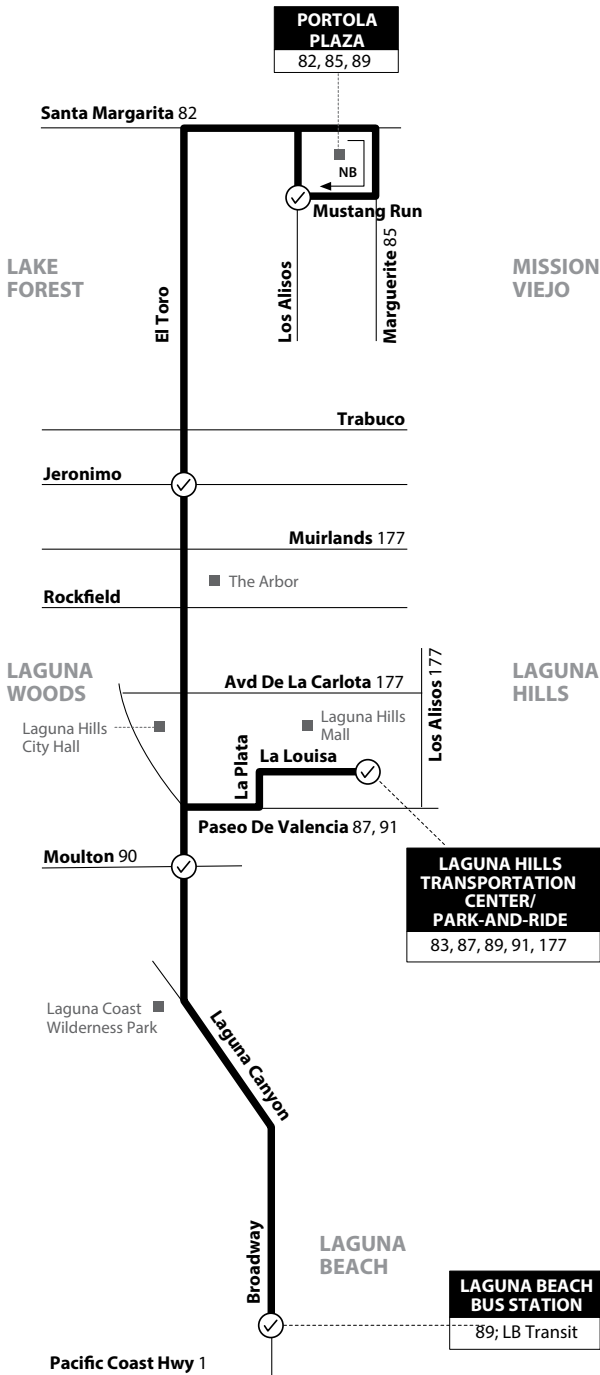 PORTOLA
PLAZA
82, 85, 89
Santa Margarita 82
NB
Mustang Run
LAKE
FOREST
El Toro
Los Alisos
Marguerite 85
MISSION
VIEJO
Trabuco
Jeronimo
Muirlands 177
The Arbor
Rockfield
LAGUNA
WOODS
Avd De La Carlota 177
Los Alisos 177
LAGUNA
HILLS
Laguna Hills
City Hall
Laguna Hills
Mall
La Plata
La Louisa
Paseo De Valencia 87, 91
Moulton 90
LAGUNA HILLS
TRANSPORTATION
CENTER/
PARK-AND-RIDE
83, 87, 89, 91, 177
Laguna Coast
Wilderness Park
Laguna Canyon
Broadway
LAGUNA
BEACH
LAGUNA BEACH
BUS STATION
89; LB Transit
Pacific Coast Hwy 1